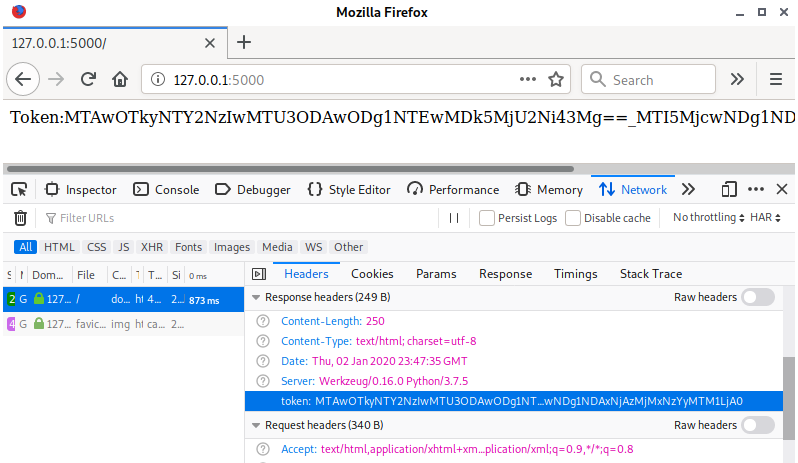 Mozilla Firefox
127.0.0.1:5000/
127.0.0.1:5000
Search
Token:MTAwOTkyNTY2NzIwMTU3ODAwODg1NTEwMDk5MjU2Ni43Mg==_MTI5MjcwNDg1ND
Inspector Console Debugger Style Editor Performance Memory Network
Filter URLs Persist Logs Disable cache No throttling HAR
All HTML CSS JS XHR Fonts Images Media WS Other
S M Dom... File C... T T... Si 0 ms Headers Cookies Params Response Timings Stack Trace
2 G 127... / do... ht 4... 2... 873 ms
4 G 127... favic... img ht ca... 2...
Response headers (249 B) Raw headers
Content-Length: 250
Content-Type: text/html; charset=utf-8
Date: Thu, 02 Jan 2020 23:47:35 GMT
Server: Werkzeug/0.16.0 Python/3.7.5
token: MTAwOTkyNTY2NzIwMTU3ODAwODg1NT...wNDg1NDAxNjAzMjMxNzYyMTM1LjA0
Request headers (340 B) Raw headers
Accept: text/html,application/xhtml+xm...plication/xml;q=0.9,*/*;q=0.8